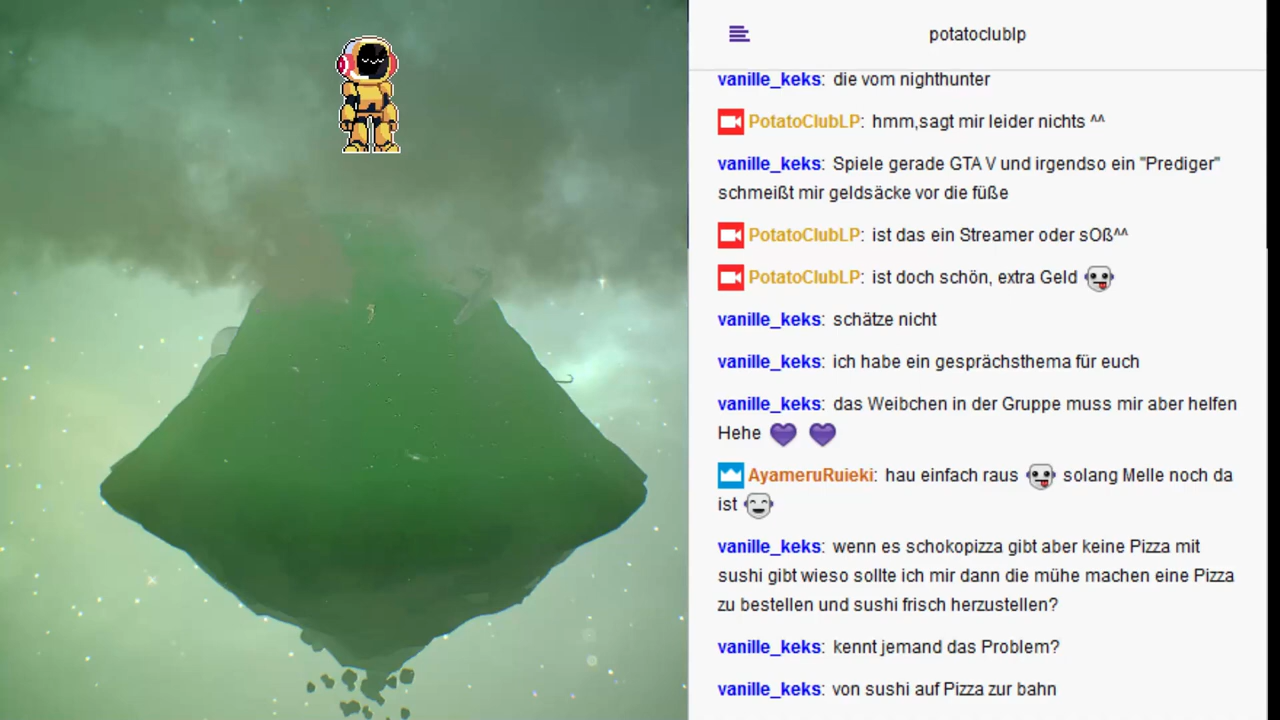 potatoclublp
vanille_keks: die vom nighthunter
PotatoClubLP: hmm,sagt mir leider nichts ^^
vanille_keks: Spiele gerade GTA V und irgendso ein "Prediger"
schmeißt mir geldsäcke vor die füße
PotatoClubLP: ist das ein Streamer oder sOß^^
PotatoClubLP: ist doch schön, extra Geld
vanille_keks: schätze nicht
vanille_keks: ich habe ein gesprächsthema für euch
vanille_keks: das Weibchen in der Gruppe muss mir aber helfen
Hehe
AyameruRuieki: hau einfach raus solang Melle noch da
ist
vanille_keks: wenn es schokopizza gibt aber keine Pizza mit
sushi gibt wieso sollte ich mir dann die mühe machen eine Pizza
zu bestellen und sushi frisch herzustellen?
vanille_keks: kennt jemand das Problem?
vanille_keks: von sushi auf Pizza zur bahn